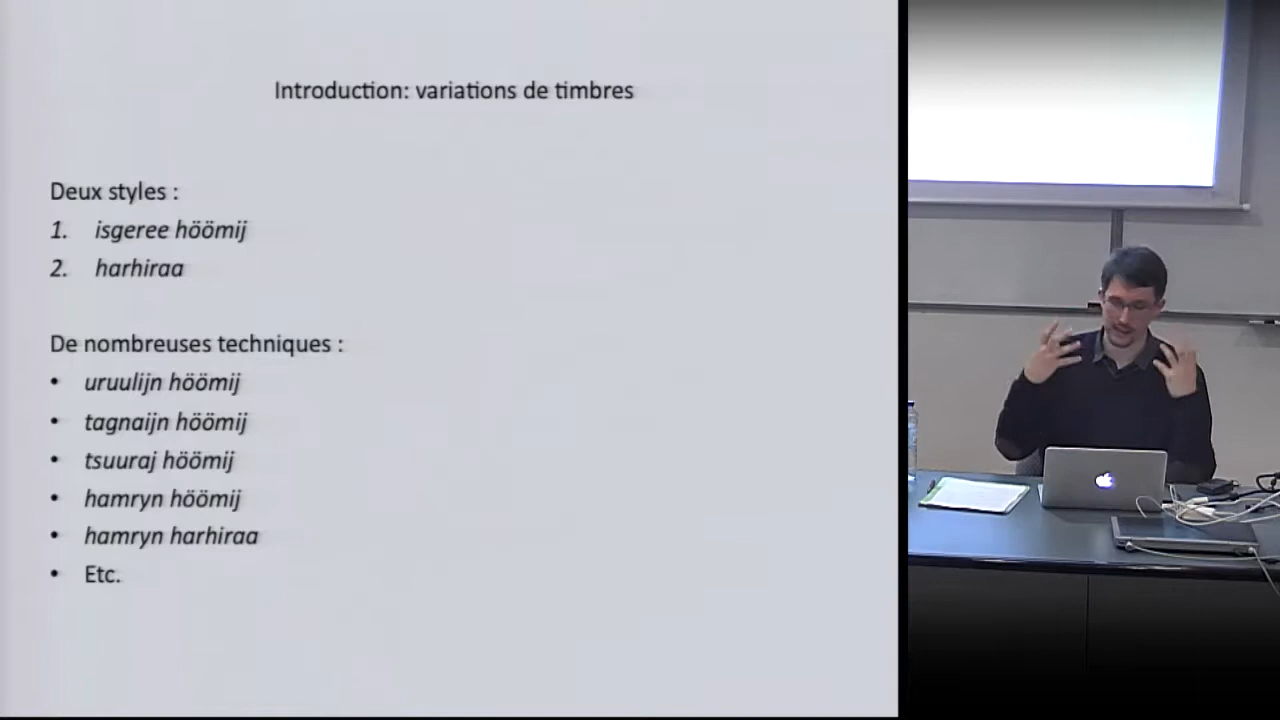 Introduction: variations de timbres
Deux styles :
1. isgeree höömij
2. harhiraa
De nombreuses techniques :
• uruulijn höömij
• tagnaijn höömij
• tsuuraj höömij
• hamryn höömij
• hamryn harhiraa
• Etc.